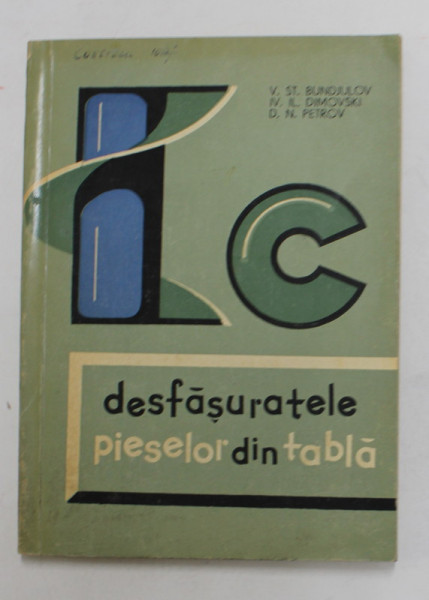 V. ST. BUNDJULOV
IV. IL. DIMOVSKI
D. N. PETROV
desfășuratele
pieselor din tablă